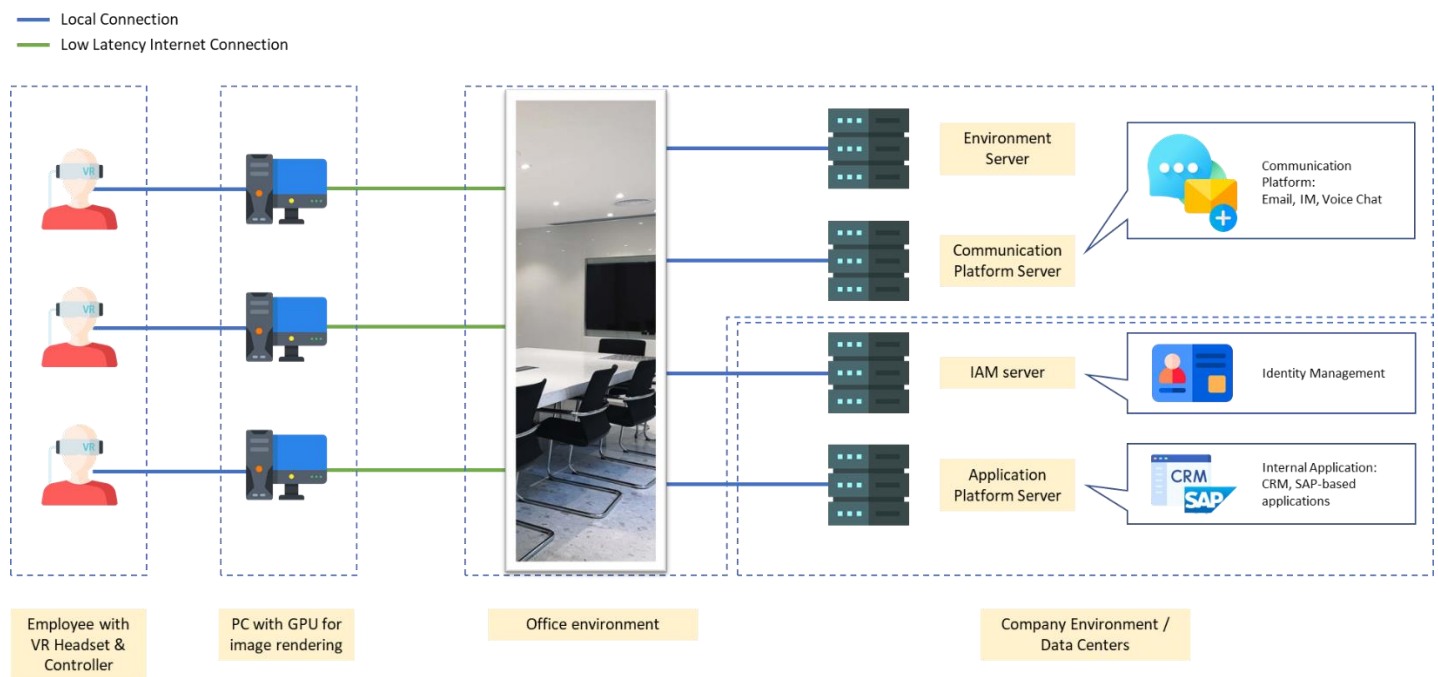 Local Connection
Low Latency Internet Connection
VR
VR
VR
Environment
Server
Communication
Platform Server
IAM server
Application
Platform Server
Communication
Platform:
Email, IM, Voice Chat
Identity Management
CRM
SAP
Internal Application:
CRM, SAP-based
applications
Employee with
VR Headset &
Controller
PC with GPU for
image rendering
Office environment
Company Environment /
Data Centers